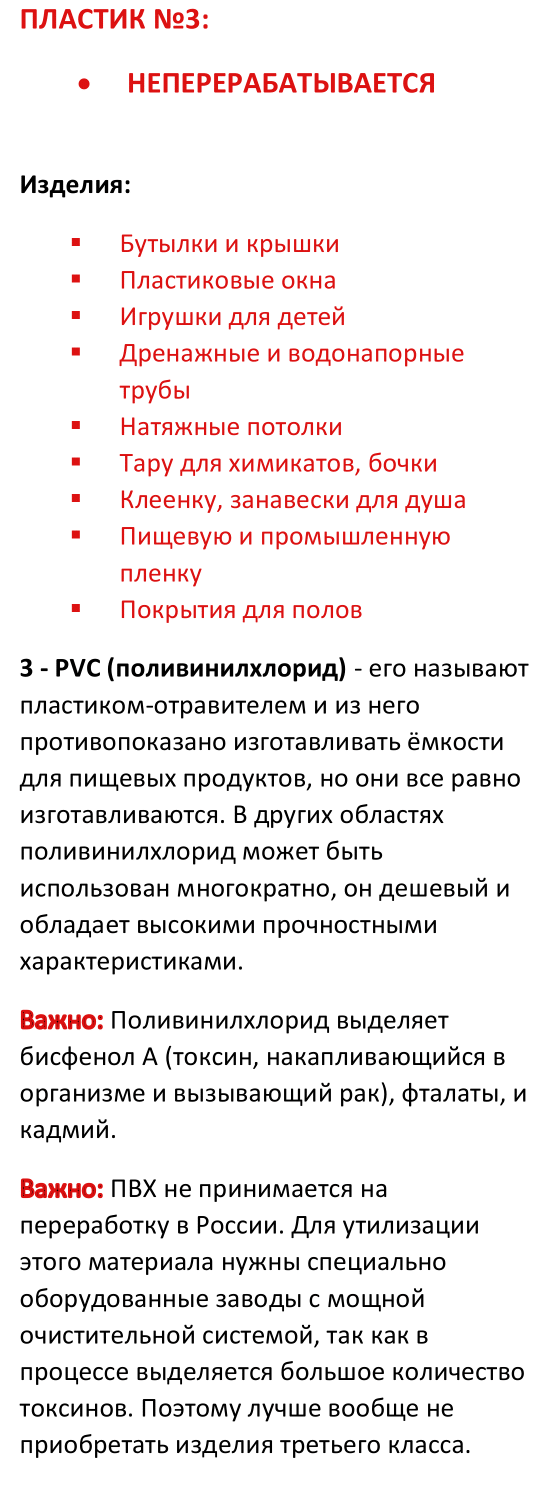 ПЛАСТИК №3:
• НЕПЕРЕРАБАТЫВАЕТСЯ
Изделия:
▪ Бутылки и крышки
▪ Пластиковые окна
▪ Игрушки для детей
▪ Дренажные и водонапорные
трубы
▪ Натяжные потолки
▪ Тару для химикатов, бочки
▪ Клеенку, занавески для душа
▪ Пищевую и промышленную
пленку
▪ Покрытия для полов
3 - PVC (поливинилхлорид) - его называют
пластиком-отравителем и из него
противопоказано изготавливать ёмкости
для пищевых продуктов, но они все равно
изготавливаются. В других областях
поливинилхлорид может быть
использован многократно, он дешевый и
обладает высокими прочностными
характеристиками.
Важно: Поливинилхлорид выделяет
бисфенол А (токсин, накапливающийся в
организме и вызывающий рак), фталаты, и
кадмий.
Важно: ПВХ не принимается на
переработку в России. Для утилизации
этого материала нужны специально
оборудованные заводы с мощной
очистительной системой, так как в
процессе выделяется большое количество
токсинов. Поэтому лучше вообще не
приобретать изделия третьего класса.